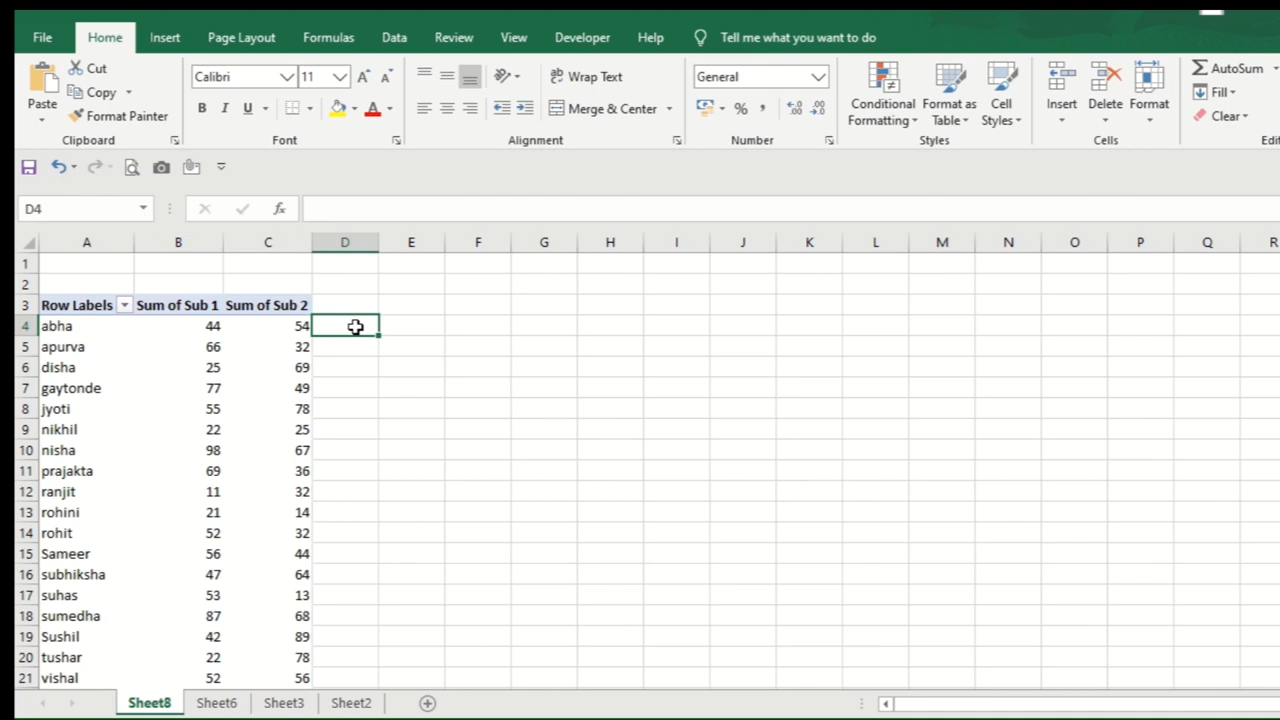 File Home Insert Page Layout Formulas Data Review View Developer Help Tell me what you want to do
Cut
Copy
Format Painter
Paste
Clipboard
Calibri 11 A A
B I U A
Font
ab Wrap Text
Merge & Center
Alignment
General
% ,
Number
Conditional Formatting
Format as Table
Cell Styles
Styles
Insert Delete Format
Cells
AutoSum
Fill
Clear
D4 fx
A B C D E F G H I J K L M N O P Q R
1
2
3 Row Labels Sum of Sub 1 Sum of Sub 2
4 abha 44 54
5 apurva 66 32
6 disha 25 69
7 gaytonde 77 49
8 jyoti 55 78
9 nikhil 22 25
10 nisha 98 67
11 prajakta 69 36
12 ranjit 11 32
13 rohini 21 14
14 rohit 52 32
15 Sameer 56 44
16 subhiksha 47 64
17 suhas 53 13
18 sumedha 87 68
19 Sushil 42 89
20 tushar 22 78
21 vishal 52 56
Sheet8 Sheet6 Sheet3 Sheet2